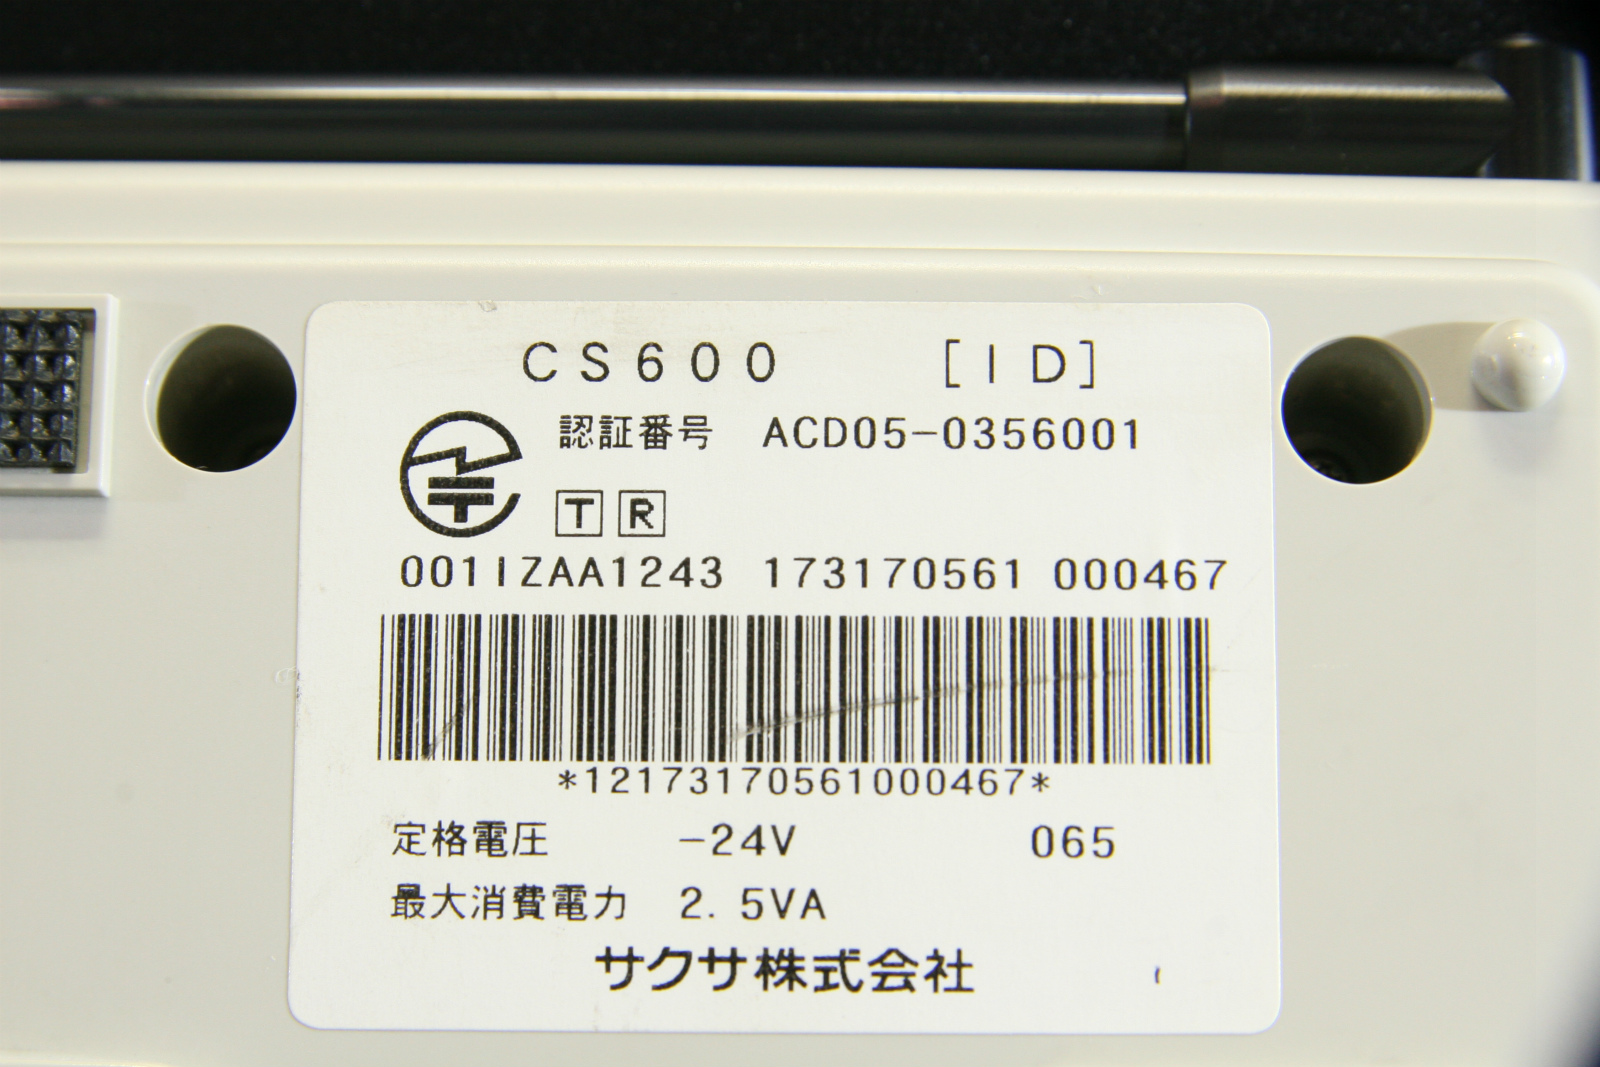 CS600 [ID]
認証番号 ACD05-0356001
T R
001IZAA1243 173170561 000467
*12173170561000467*
定格電圧 -24V 065
最大消費電力 2.5VA
サクサ株式会社